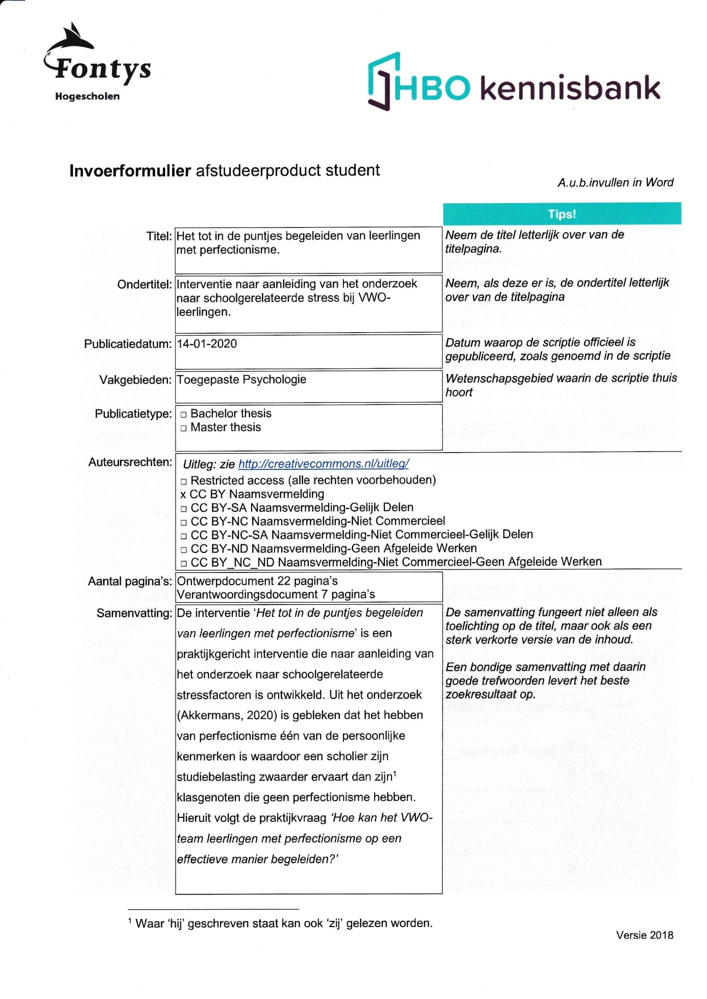 Fontys
Hogescholen
HBO kennisbank
Invoerformulier afstudeerproduct student
A.u.b.invullen in Word
Tips!
Titel: Het tot in de puntjes begeleiden van leerlingen
met perfectionisme.
Neem de titel letterlijk over van de
titelpagina.
Ondertitel: Interventie naar aanleiding van het onderzoek
naar schoolgerelateerde stress bij VWO-
leerlingen.
Neem, als deze er is, de ondertitel letterlijk
over van de titelpagina
Publicatiedatum: 14-01-2020
Datum waarop de scriptie officieel is
gepubliceerd, zoals genoemd in de scriptie
Vakgebieden: Toegepaste Psychologie
Wetenschapsgebied waarin de scriptie thuis
hoort
Publicatietype: □ Bachelor thesis
□ Master thesis
Auteursrechten: Uitleg: zie http://creativecommons.nl/uitleg/
□ Restricted access (alle rechten voorbehouden)
x CC BY Naamsvermelding
□ CC BY-SA Naamsvermelding-Gelijk Delen
□ CC BY-NC Naamsvermelding-Niet Commercieel
□ CC BY-NC-SA Naamsvermelding-Niet Commercieel-Gelijk Delen
□ CC BY-ND Naamsvermelding-Geen Afgeleide Werken
□ CC BY_NC_ND Naamsvermelding-Niet Commercieel-Geen Afgeleide Werken
Aantal pagina's: Ontwerpdocument 22 pagina's
Verantwoordingsdocument 7 pagina's
Samenvatting: De interventie 'Het tot in de puntjes begeleiden
van leerlingen met perfectionisme' is een
praktijkgericht interventie die naar aanleiding van
het onderzoek naar schoolgerelateerde
stressfactoren is ontwikkeld. Uit het onderzoek
(Akkermans, 2020) is gebleken dat het hebben
van perfectionisme één van de persoonlijke
kenmerken is waardoor een scholier zijn
studiebelasting zwaarder ervaart dan zijn¹
klasgenoten die geen perfectionisme hebben.
Hieruit volgt de praktijkvraag 'Hoe kan het VWO-
team leerlingen met perfectionisme op een
effectieve manier begeleiden?'
De samenvatting fungeert niet alleen als
toelichting op de titel, maar ook als een
sterk verkorte versie van de inhoud.
Een bondige samenvatting met daarin
goede trefwoorden levert het beste
zoekresultaat op.
¹ Waar 'hij' geschreven staat kan ook 'zij' gelezen worden.
Versie 2018